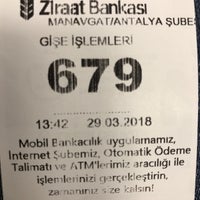 Ziraat Bankası
MANAVGAT/ANTALYA ŞUBES
GİŞE İŞLEMLERİ
679
13:42 29.03.2018
Mobil Bankacılık uygulamamız,
İnternet Şubemiz, Otomatik Ödeme
Talimatı ve ATM'lerimiz aracılığı ile
işlemlerinizi gerçekleştirin,
zamanınız size kalsın!